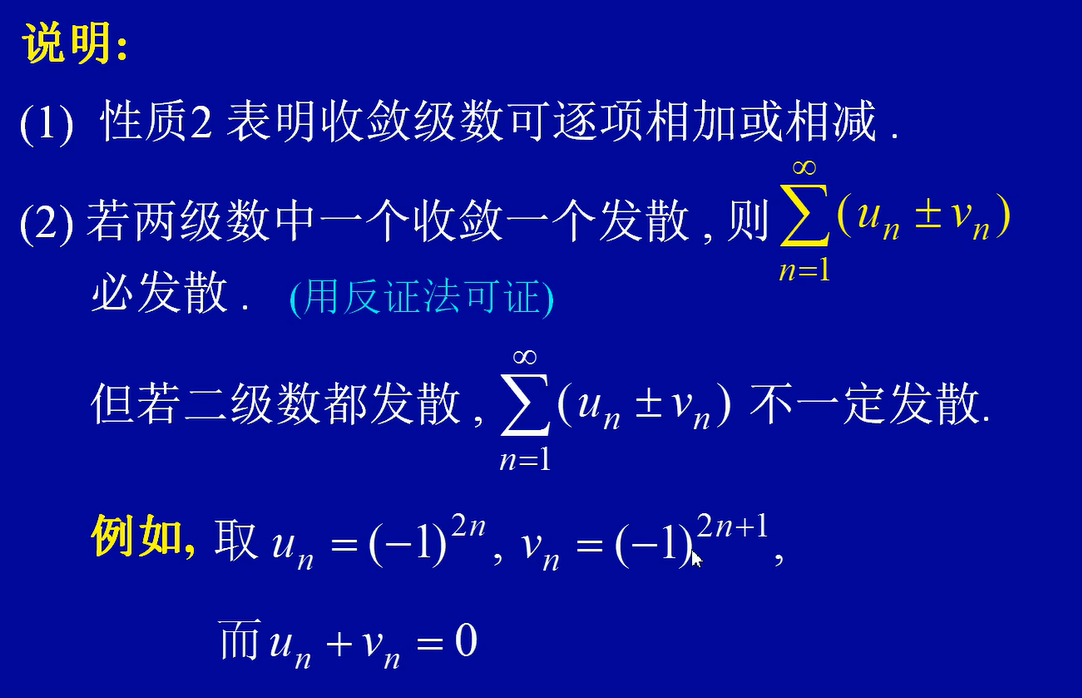 说明:
(1) 性质2 表明收敛级数可逐项相加或相减 .
(2) 若两级数中一个收敛一个发散 , 则 $\sum_{n=1}^{\infty}(u_n \pm v_n)$
必发散 . (用反证法可证)
但若二级数都发散 , $\sum_{n=1}^{\infty}(u_n \pm v_n)$ 不一定发散.
例如, 取 $u_n = (-1)^{2n}$ , $v_n = (-1)^{2n+1}$ ,
而 $u_n + v_n = 0$